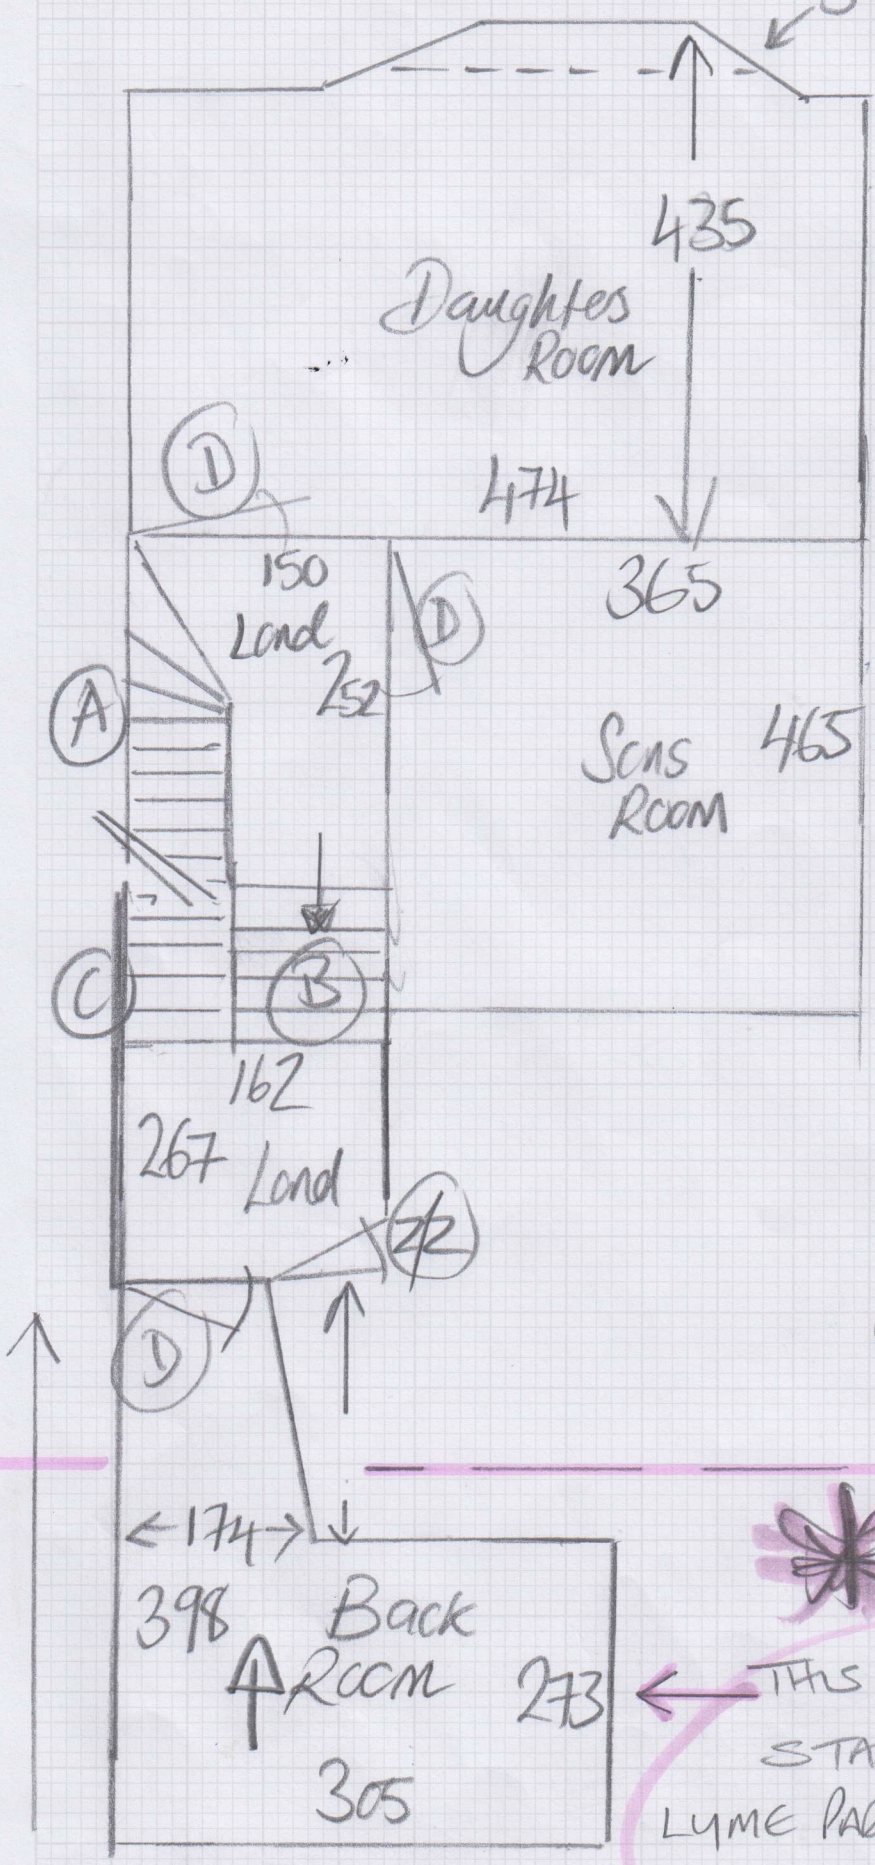 435
Daughtes
Room
D
474
150
Land
252
D
365
A
Sons
Room
465
C
B
162
267
Land
Z/Z
D
174
398
Back
Room
273
305
THIS
STA
LYME PA